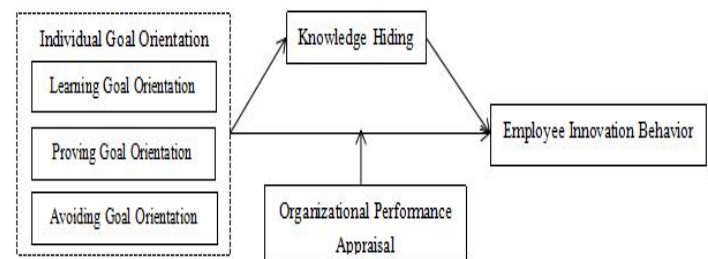 Individual Goal Orientation
Learning Goal Orientation
Proving Goal Orientation
Avoiding Goal Orientation
Knowledge Hiding
Employee Innovation Behavior
Organizational Performance
Appraisal